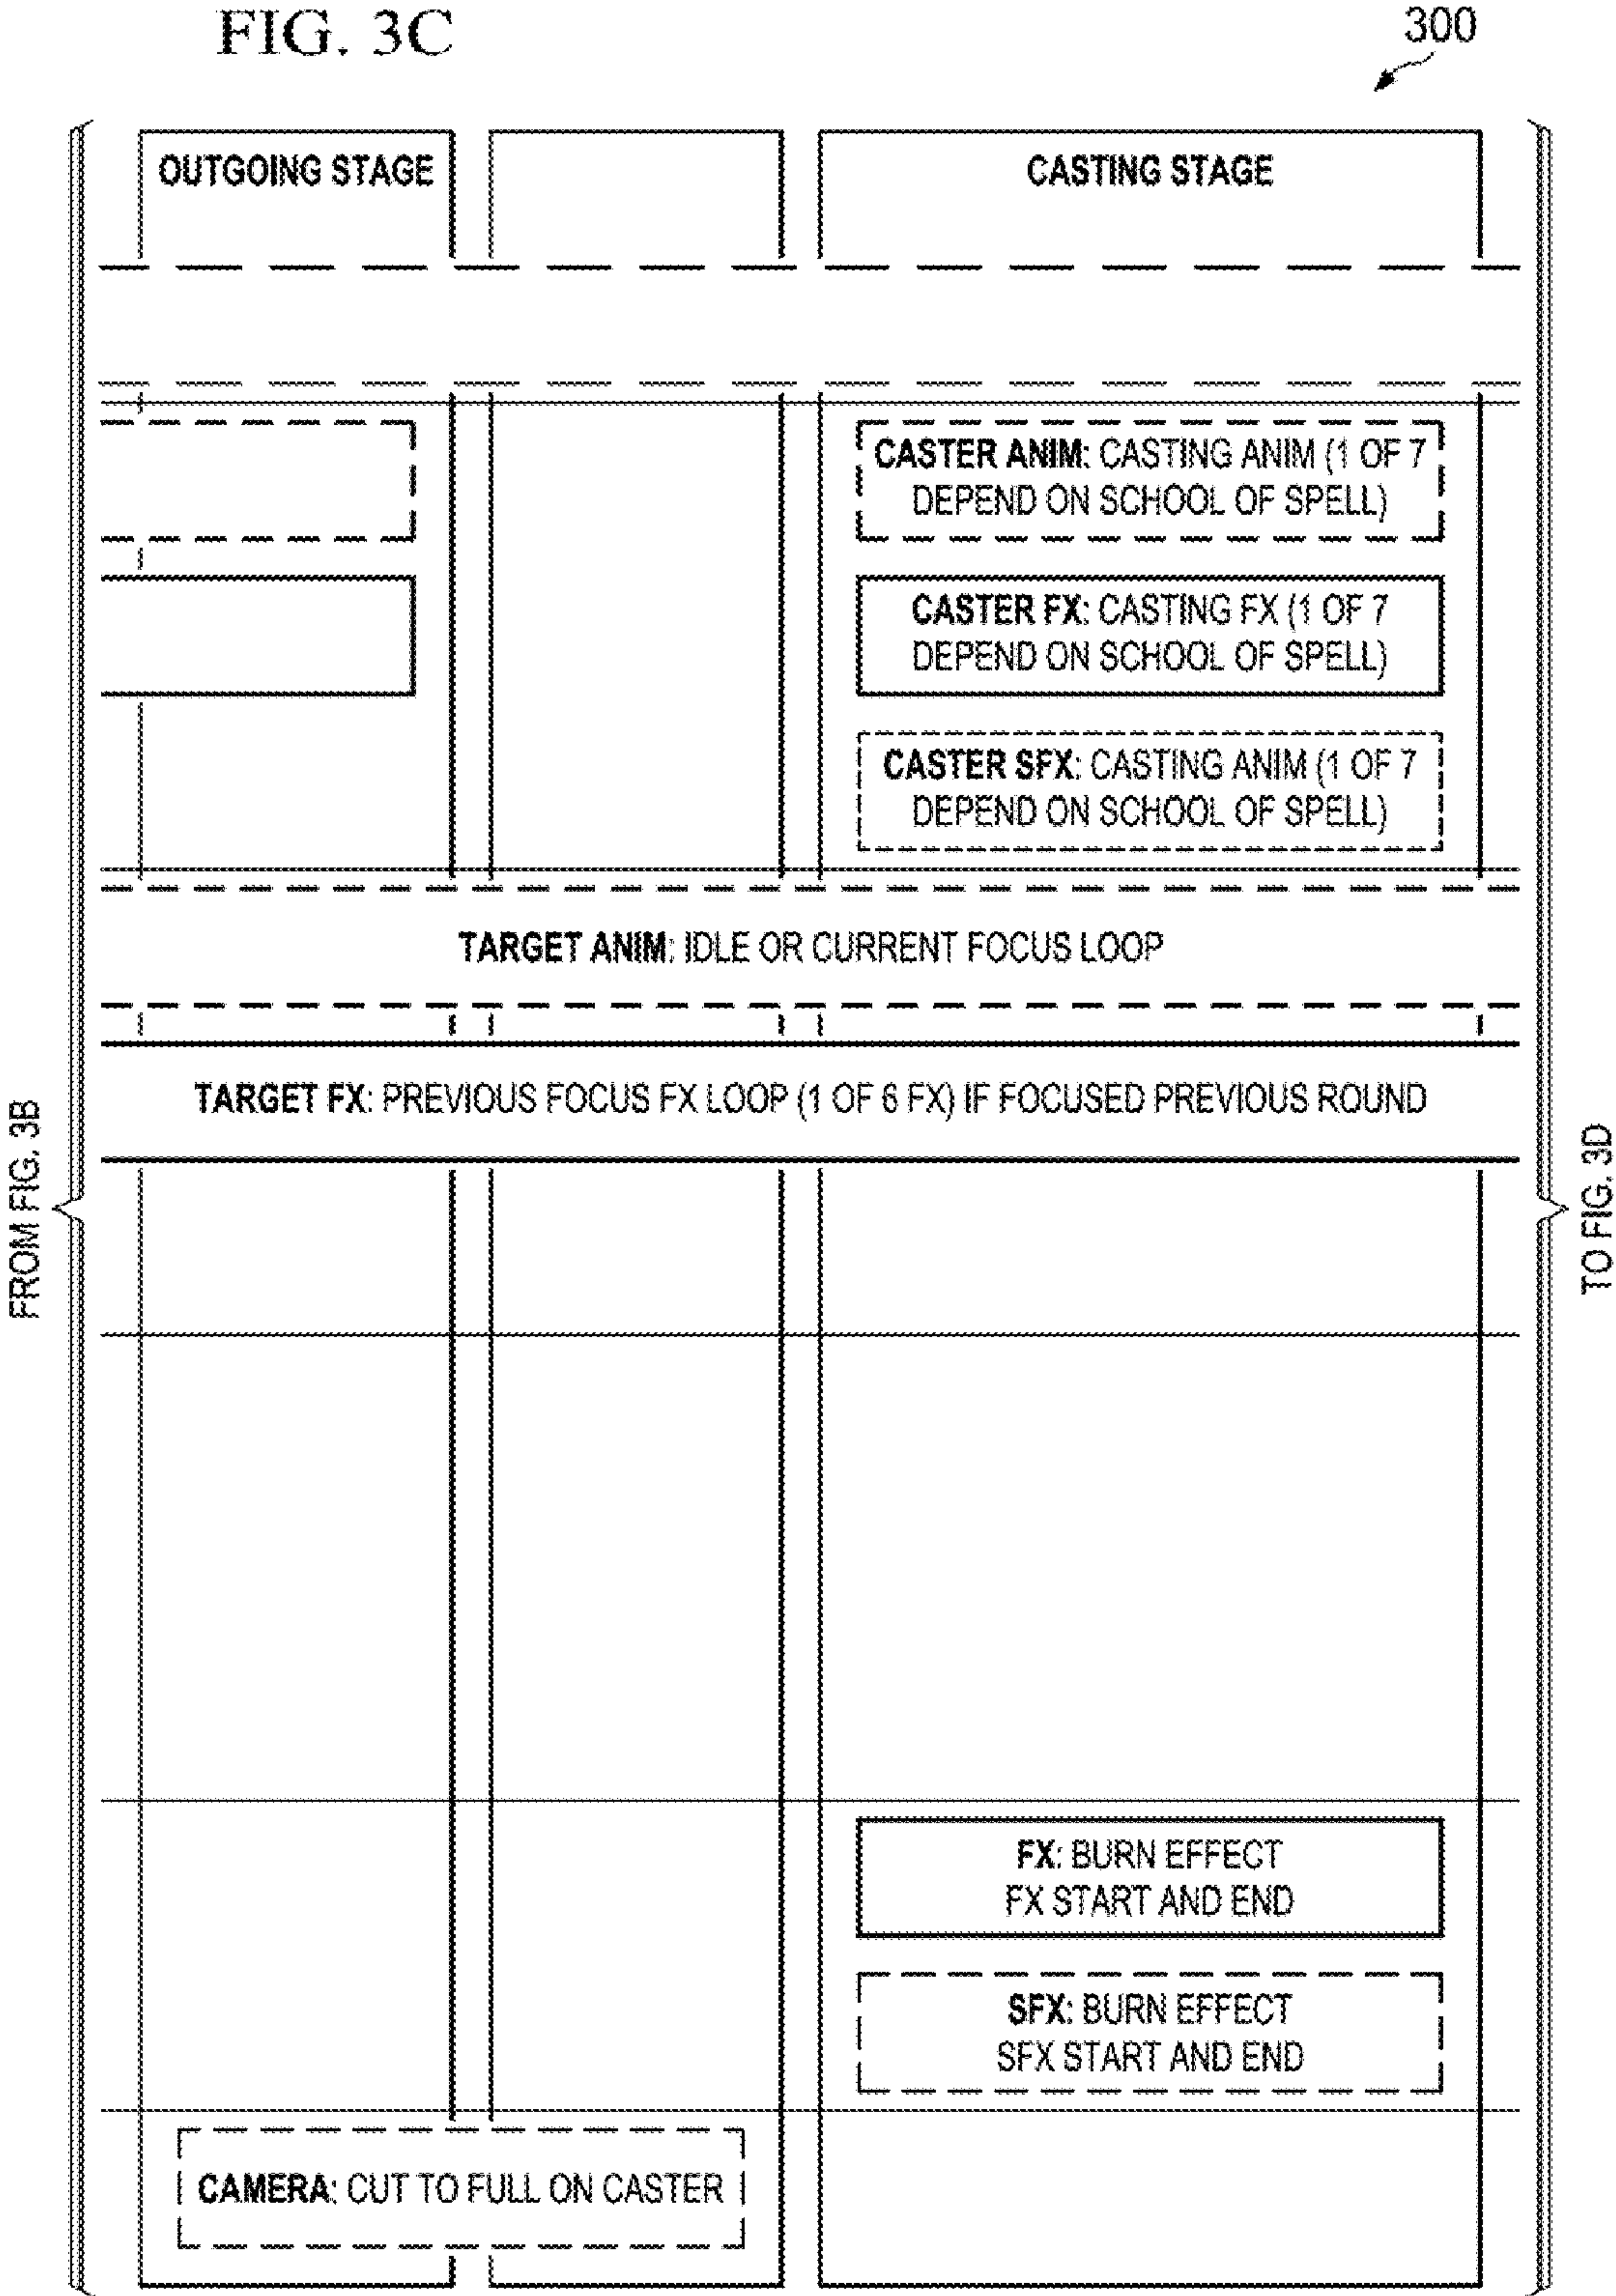 FIG. 3C
300
OUTGOING STAGE
CASTING STAGE
CASTER ANIM: CASTING ANIM (1 OF 7
DEPEND ON SCHOOL OF SPELL)
CASTER FX: CASTING FX (1 OF 7
DEPEND ON SCHOOL OF SPELL)
CASTER SFX: CASTING ANIM (1 OF 7
DEPEND ON SCHOOL OF SPELL)
TARGET ANIM: IDLE OR CURRENT FOCUS LOOP
TARGET FX: PREVIOUS FOCUS FX LOOP (1 OF 6 FX) IF FOCUSED PREVIOUS ROUND
FROM FIG. 3B
TO FIG. 3D
FX: BURN EFFECT
FX START AND END
SFX: BURN EFFECT
SFX START AND END
CAMERA: CUT TO FULL ON CASTER